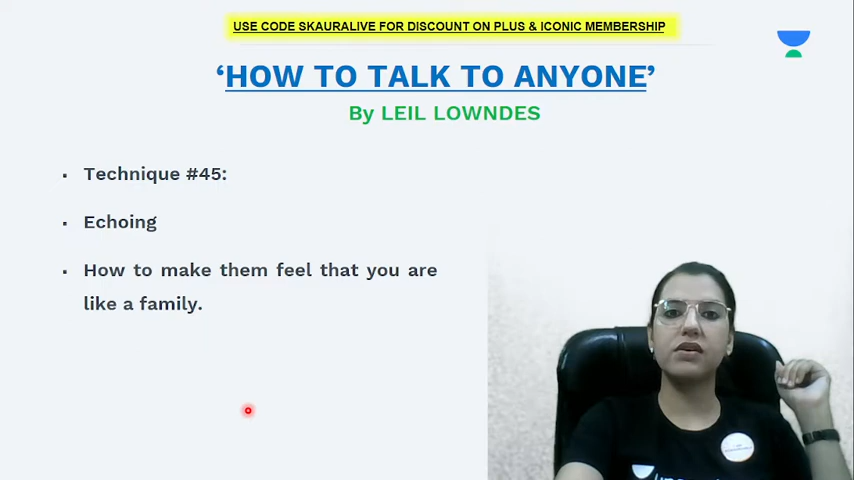 USE CODE SKAURALIVE FOR DISCOUNT ON PLUS & ICONIC MEMBERSHIP
‘HOW TO TALK TO ANYONE’
By LEIL LOWNDES
Technique #45:
Echoing
How to make them feel that you are
like a family.